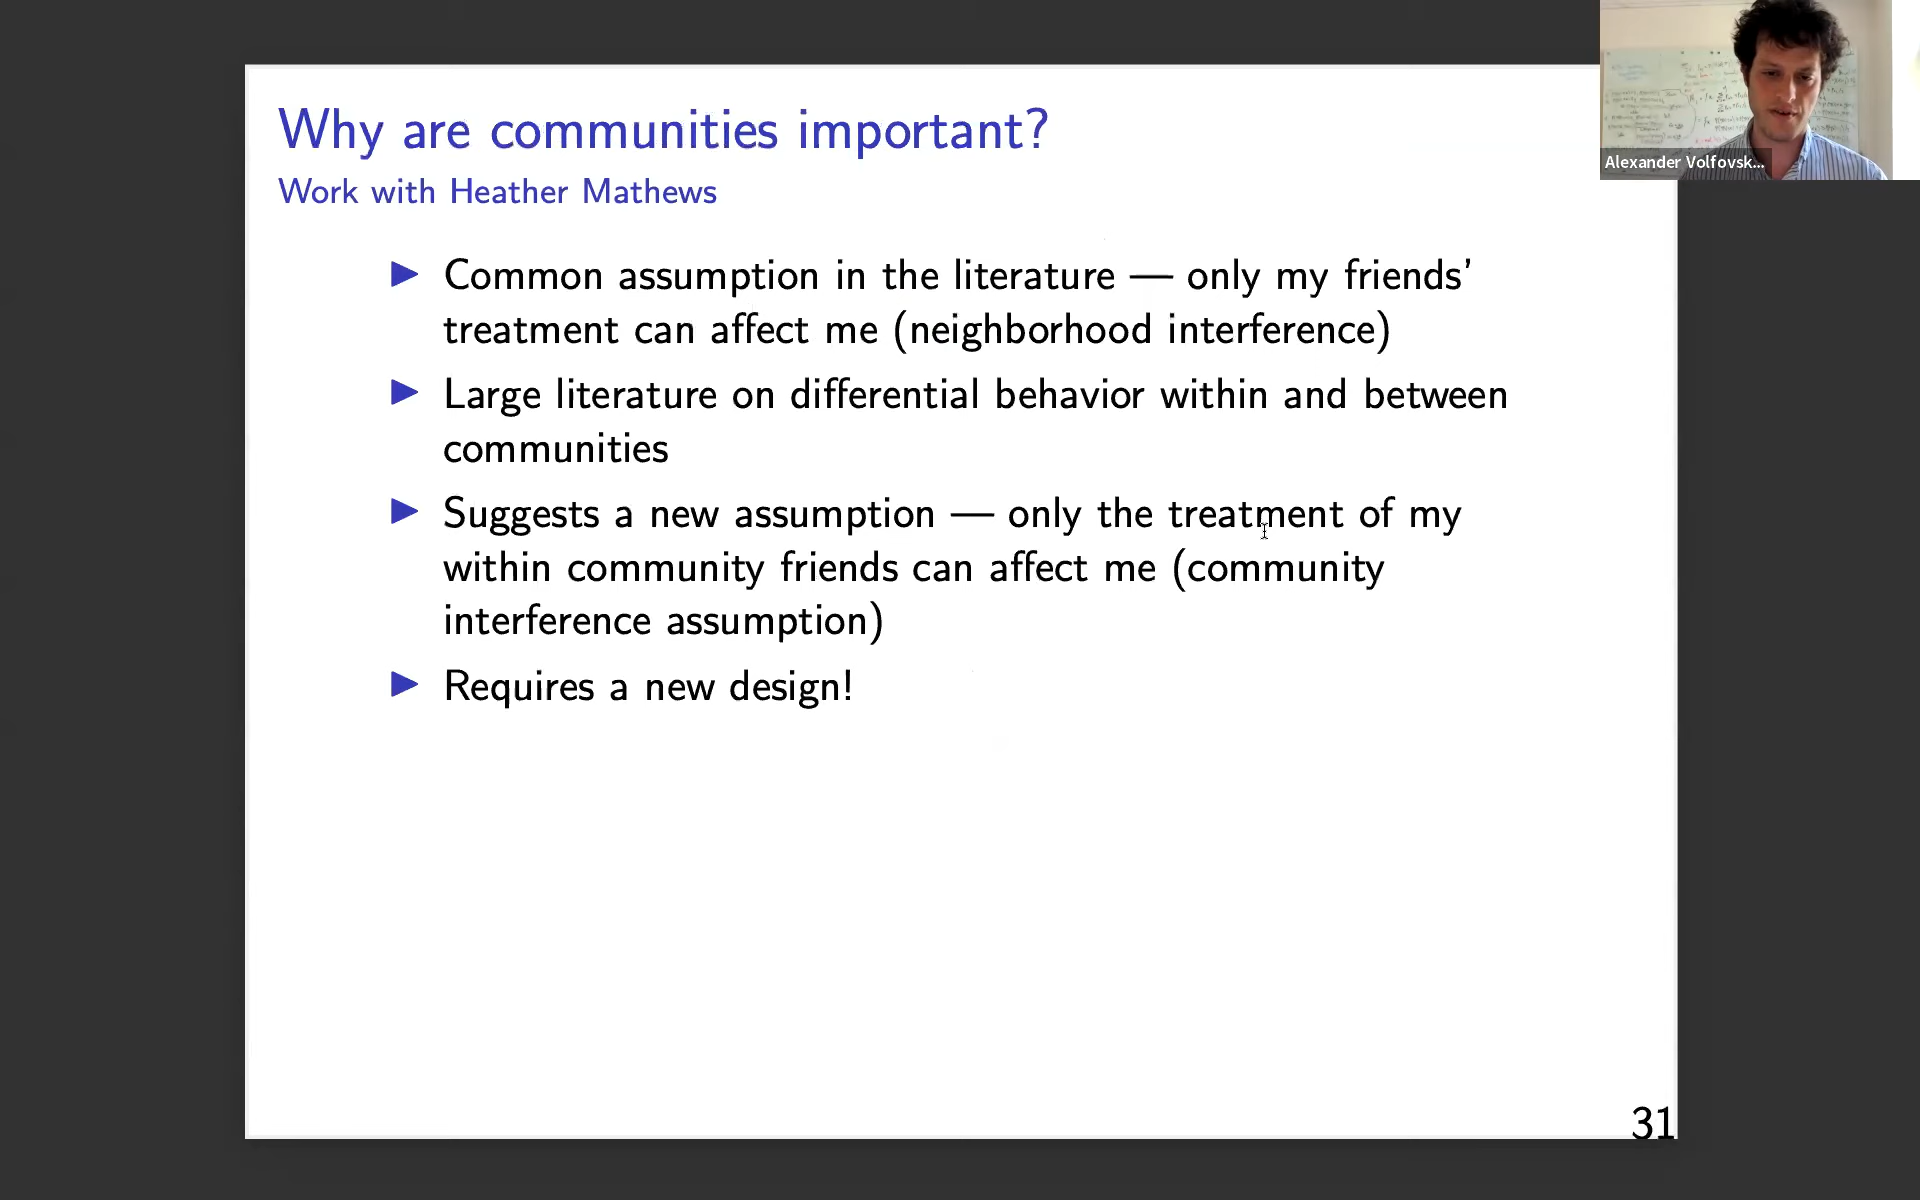 Why are communities important?
Work with Heather Mathews
Alexander Volfovsk...
▶ Common assumption in the literature — only my friends'
treatment can affect me (neighborhood interference)
▶ Large literature on differential behavior within and between
communities
▶ Suggests a new assumption — only the treatment of my
within community friends can affect me (community
interference assumption)
▶ Requires a new design!
31